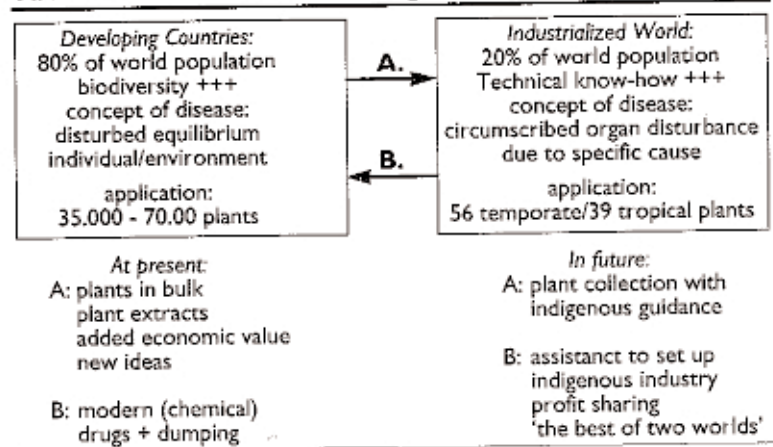 Developing Countries:
80% of world population
biodiversity +++
concept of disease:
disturbed equilibrium
individual/environment
application:
35.000 - 70.00 plants
A.
B.
Industrialized World:
20% of world population
Technical know-how +++
concept of disease:
circumscribed organ disturbance
due to specific cause
application:
56 temporate/39 tropical plants
At present:
A: plants in bulk
plant extracts
added economic value
new ideas
B: modern (chemical)
drugs + dumping
In future:
A: plant collection with
indigenous guidance
B: assistanct to set up
indigenous industry
profit sharing
'the best of two worlds'